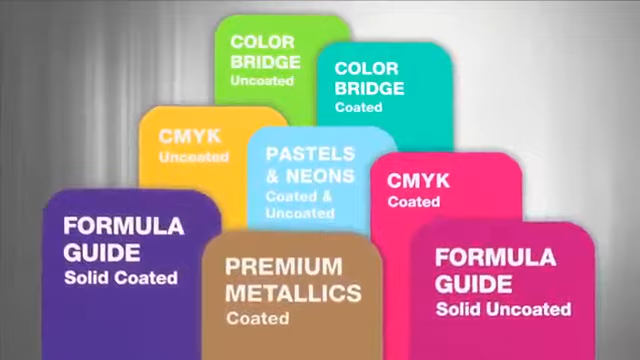 COLOR
BRIDGE
Uncoated
COLOR
BRIDGE
Coated
CMYK
Uncoated
PASTELS
& NEONS
Coated &
Uncoated
CMYK
Coated
FORMULA
GUIDE
Solid Coated
PREMIUM
METALLICS
Coated
FORMULA
GUIDE
Solid Uncoated